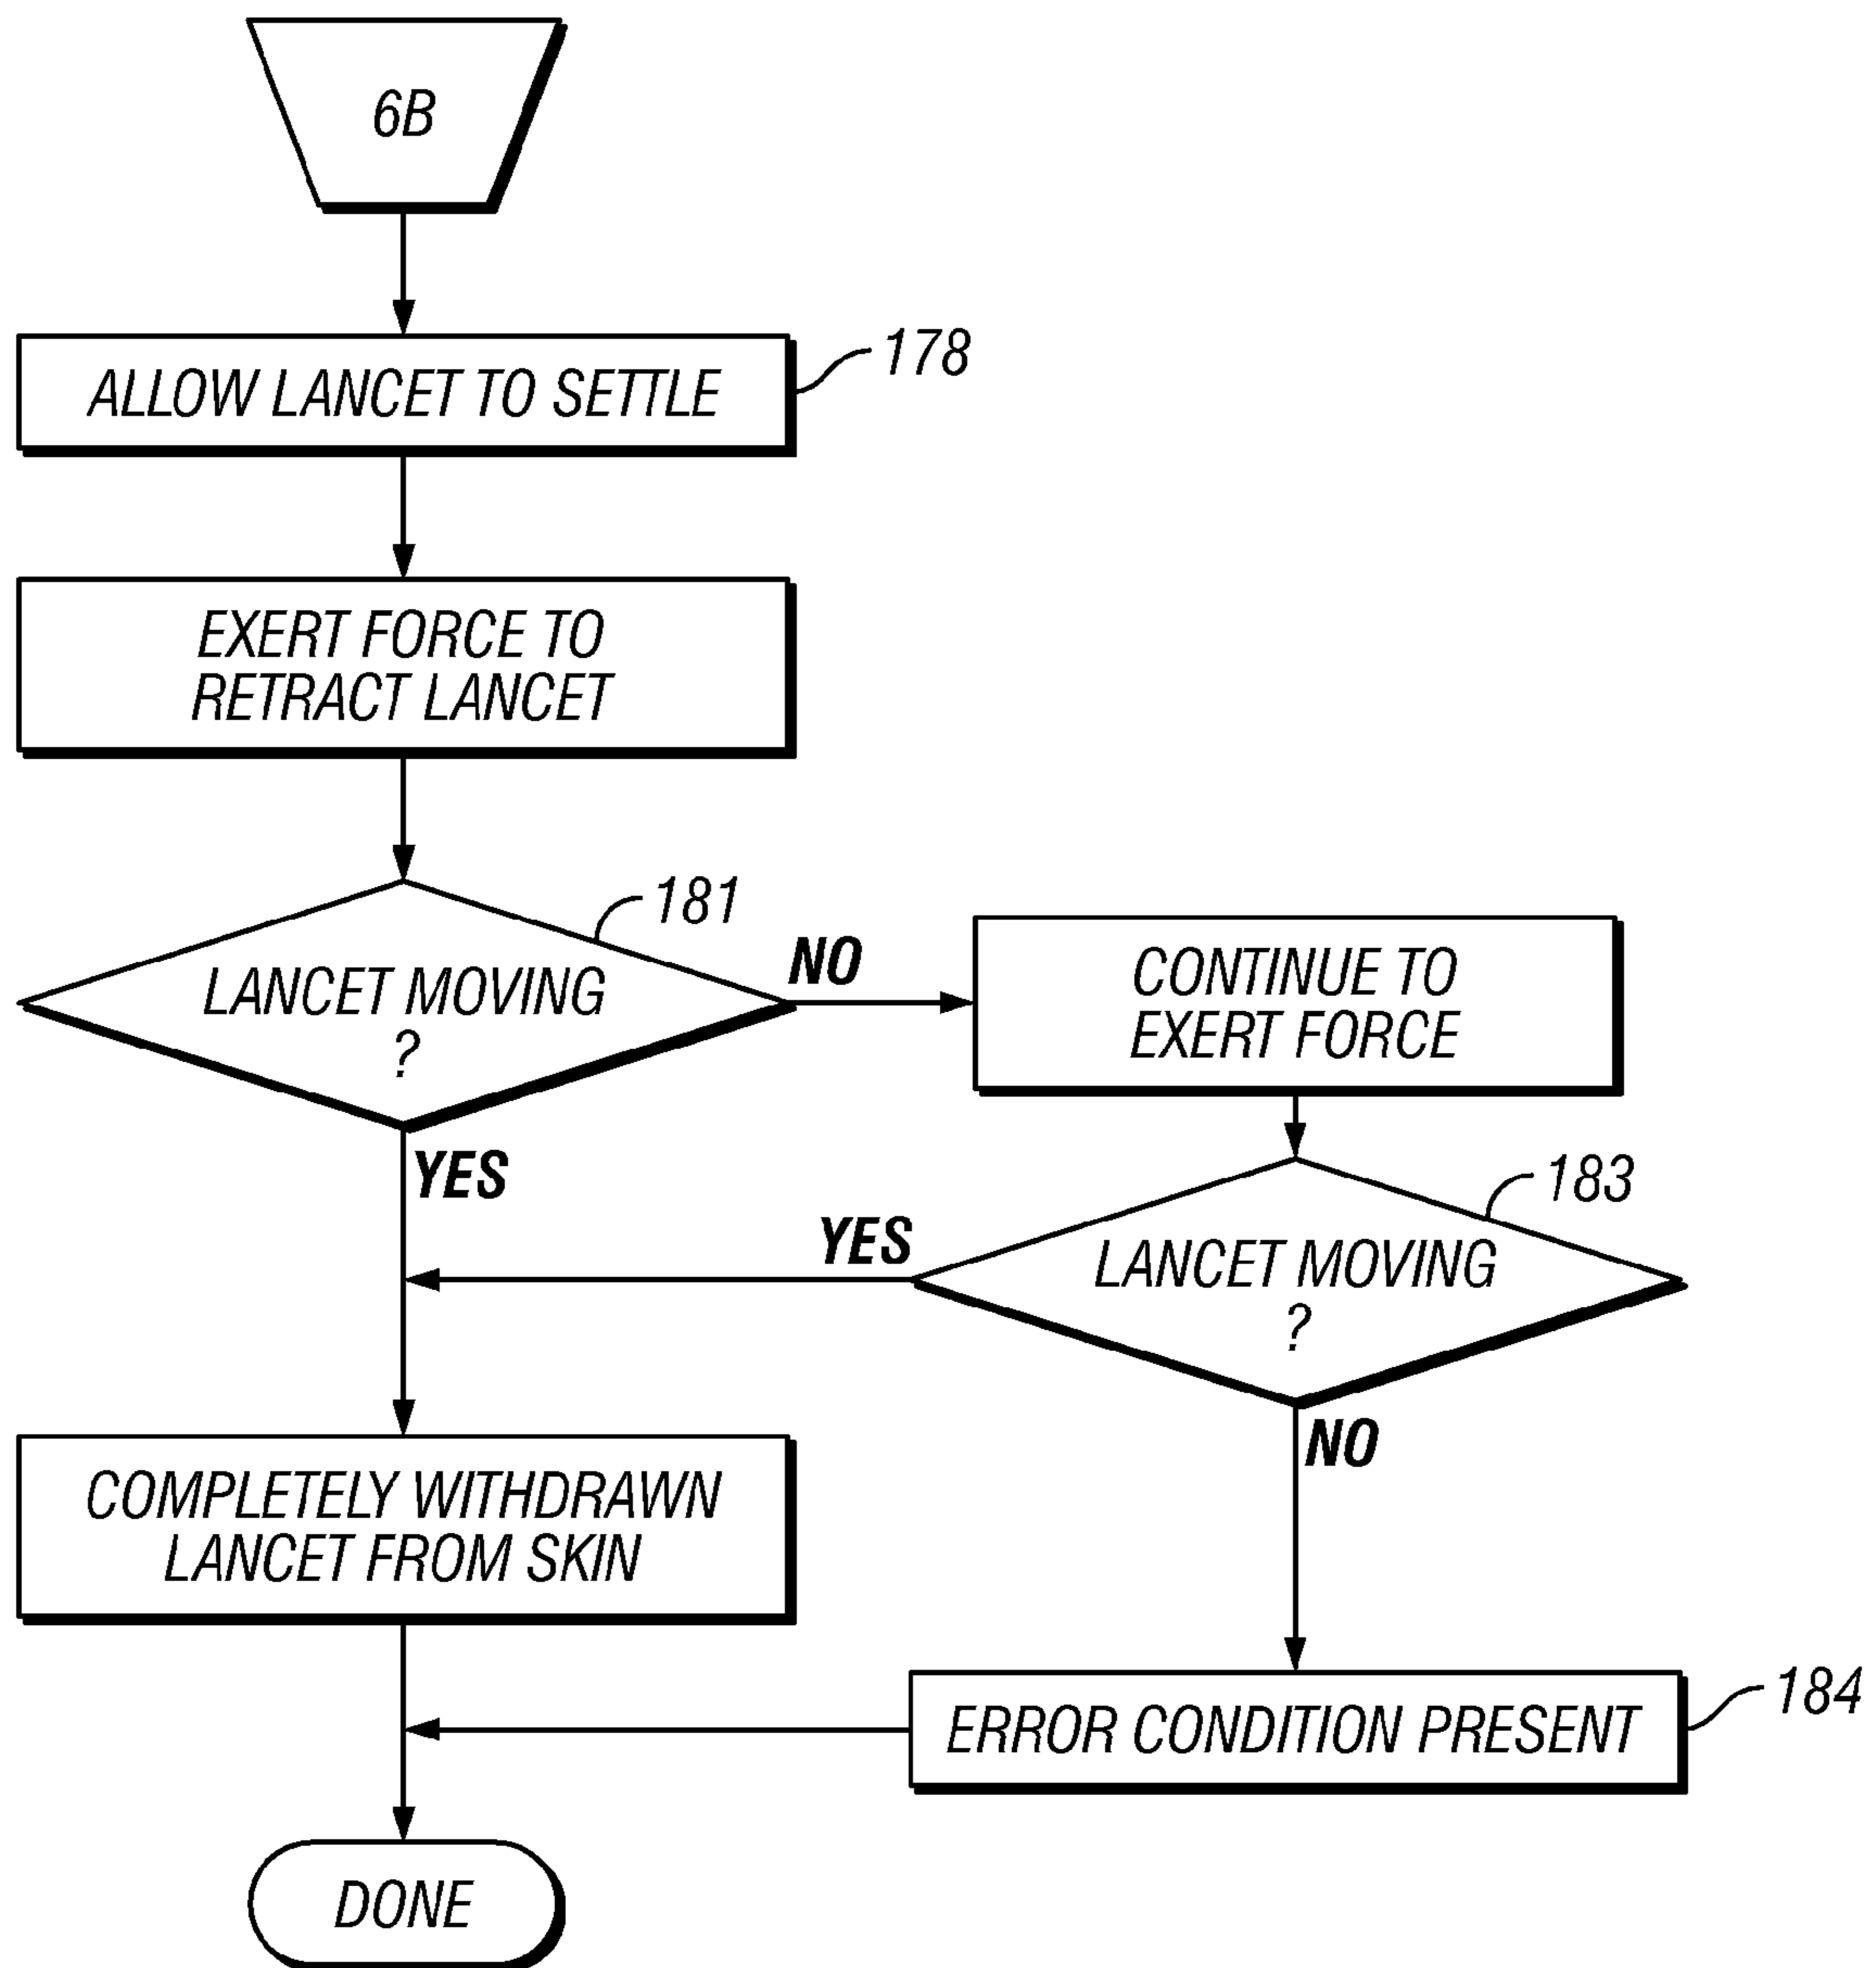 6B
ALLOW LANCET TO SETTLE
178
EXERT FORCE TO
RETRACT LANCET
181
LANCET MOVING
?
NO
CONTINUE TO
EXERT FORCE
YES
183
YES
LANCET MOVING
?
NO
COMPLETELY WITHDRAWN
LANCET FROM SKIN
184
ERROR CONDITION PRESENT
DONE